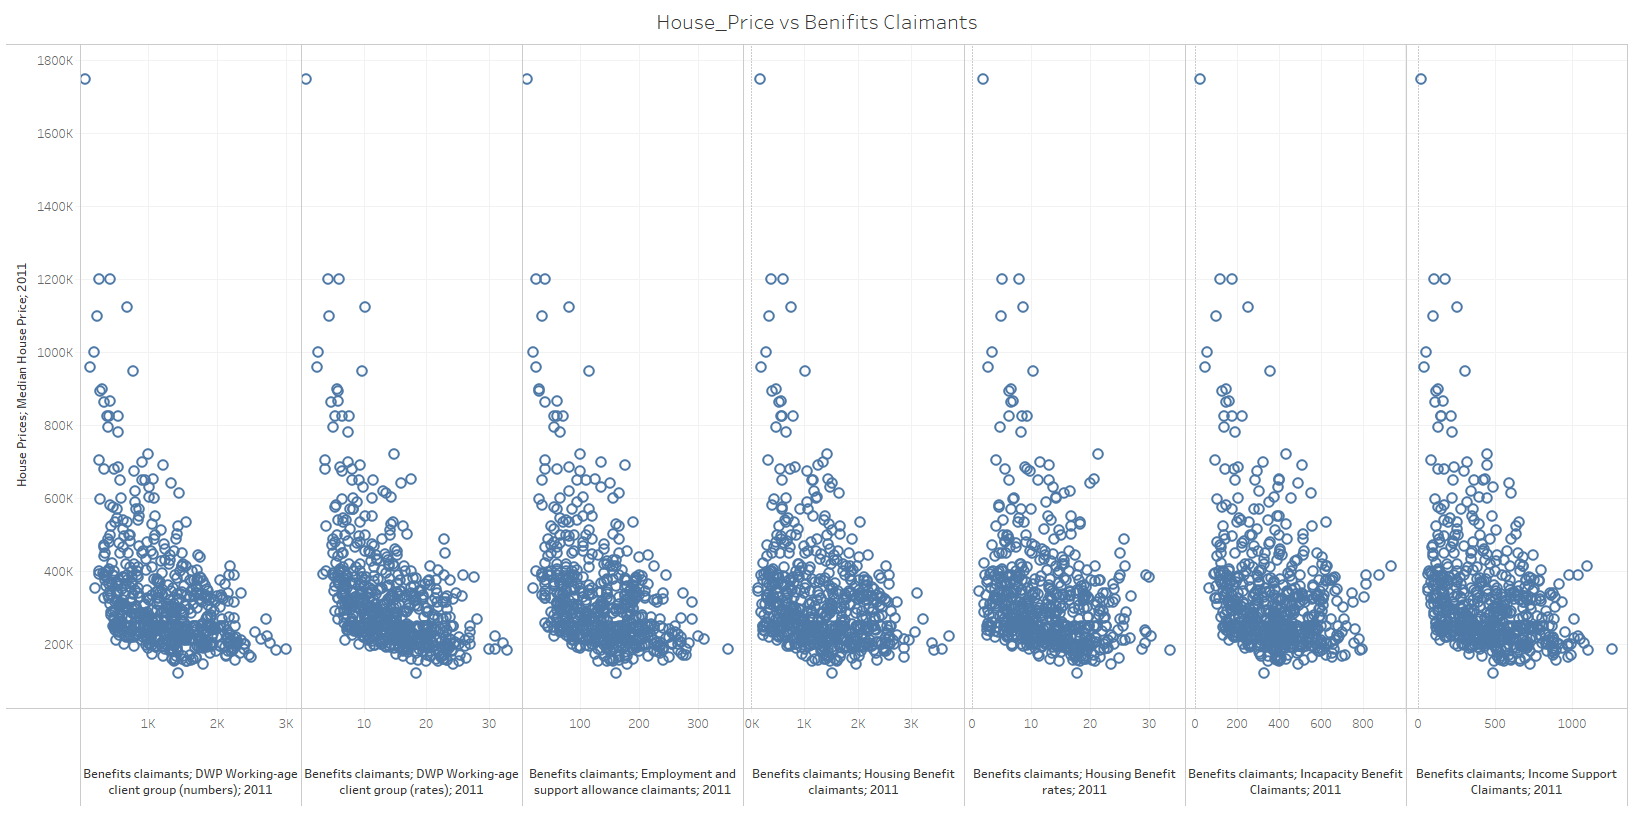 House_Price vs Benifits Claimants
House Prices; Median House Price; 2011
1800K
1600K
1400K
1200K
1000K
800K
600K
400K
200K
1K 2K 3K 10 20 30 100 200 300 0K 1K 2K 3K 0 10 20 30 0 200 400 600 800 0 500 1000
Benefits claimants; DWP Working-age
client group (numbers); 2011
Benefits claimants; DWP Working-age
client group (rates); 2011
Benefits claimants; Employment and
support allowance claimants; 2011
Benefits claimants; Housing Benefit
claimants; 2011
Benefits claimants; Housing Benefit
rates; 2011
Benefits claimants; Incapacity Benefit
Claimants; 2011
Benefits claimants; Income Support
Claimants; 2011